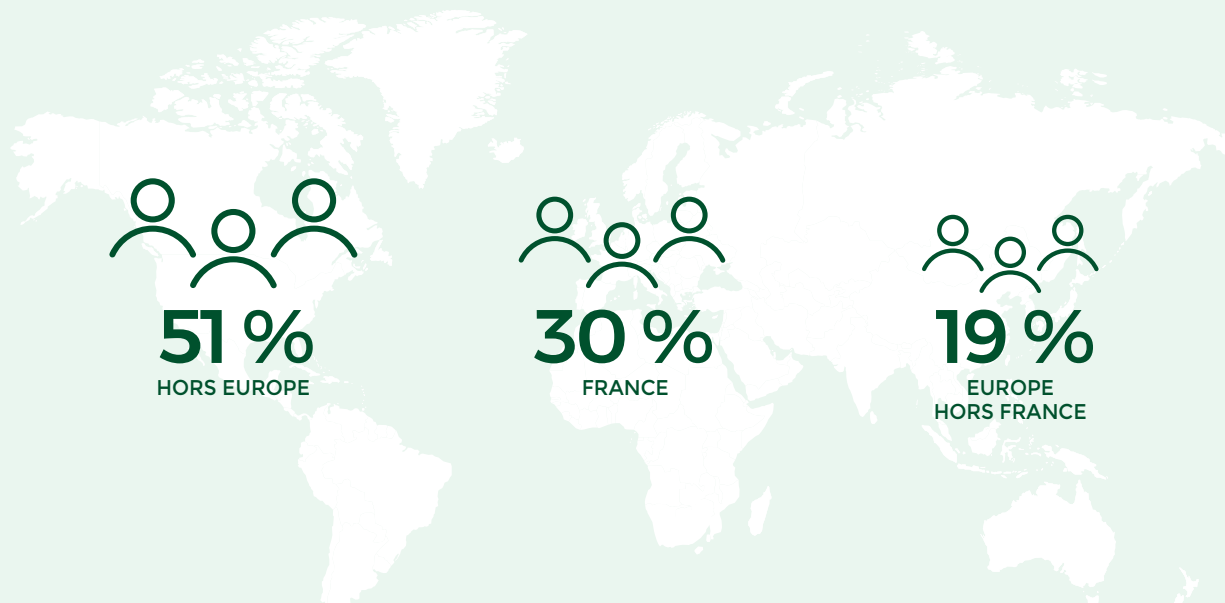 51 %
HORS EUROPE
30 %
FRANCE
19 %
EUROPE
HORS FRANCE